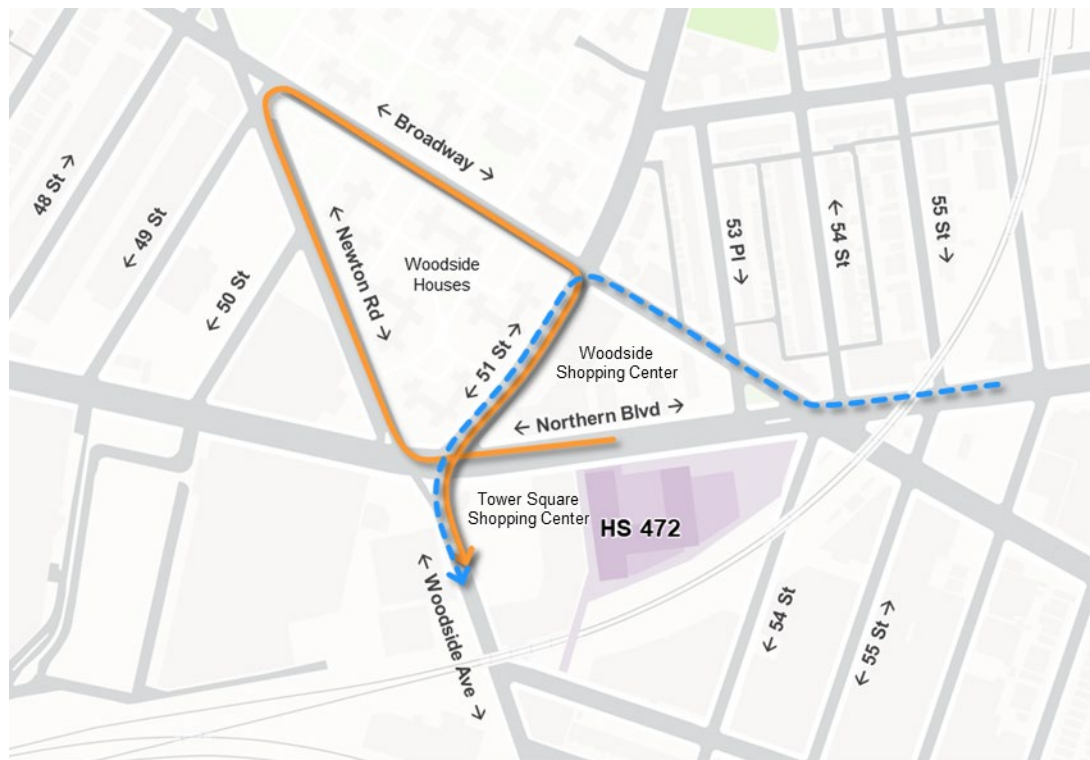 ← Broadway →
48 St →
← 49 St
← 50 St
← Newton Rd →
Woodside
Houses
← 51 St →
53 Pl →
← 54 St
55 St →
Woodside
Shopping Center
← Northern Blvd →
Tower Square
Shopping Center
HS 472
← Woodside Ave →
← 54 St
← 55 St →